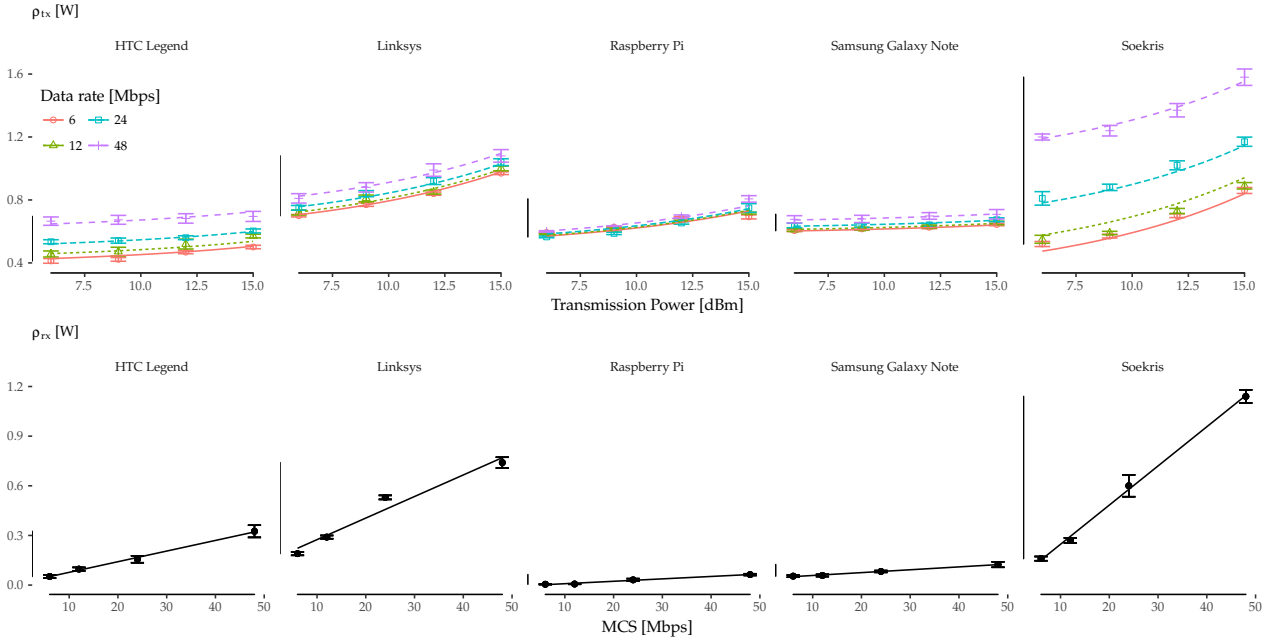 ρtx [W]
HTC Legend Linksys Raspberry Pi Samsung Galaxy Note Soekris
1.6
Data rate [Mbps]
6 24
12 48
1.2
0.8
0.4
7.5 10.0 12.5 15.0 7.5 10.0 12.5 15.0 7.5 10.0 12.5 15.0 7.5 10.0 12.5 15.0 7.5 10.0 12.5 15.0
Transmission Power [dBm]
ρrx [W]
HTC Legend Linksys Raspberry Pi Samsung Galaxy Note Soekris
1.2
0.9
0.6
0.3
0.0
10 20 30 40 50 10 20 30 40 50 10 20 30 40 50 10 20 30 40 50 10 20 30 40 50
MCS [Mbps]